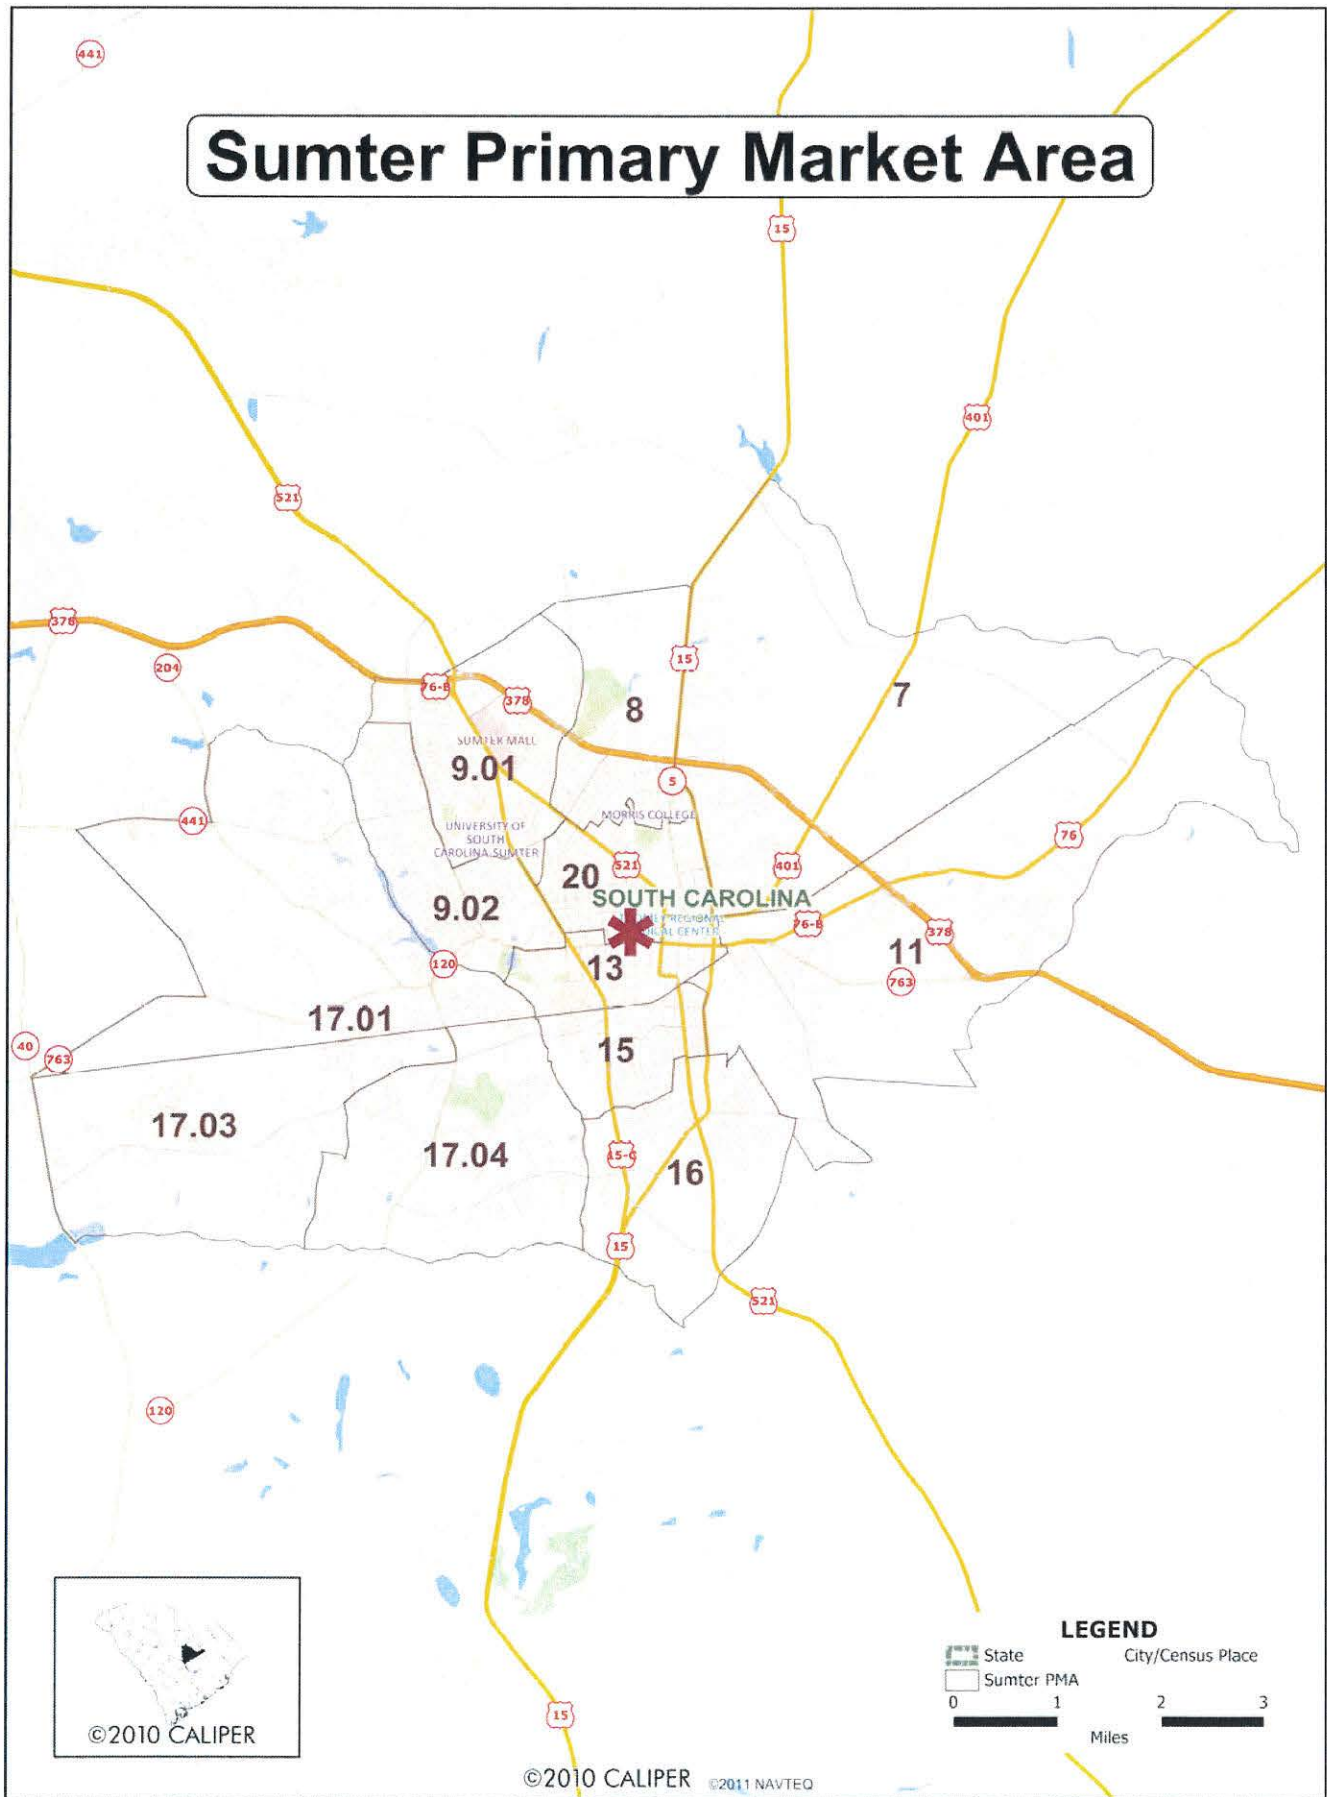 441
Sumter Primary Market Area
15
401
521
378
204
76-B
378
15
8
7
SUMTER MALL
9.01
5
MORRIS COLLEGE
441
UNIVERSITY OF
SOUTH
CAROLINA SUMTER
76
521
401
20
SOUTH CAROLINA
9.02
REGIONAL
CENTER
76-B
378
11
13
120
763
17.01
40
763
15
17.03
17.04
15-C
16
15
521
120
LEGEND
State
City/Census Place
Sumter PMA
0 1 2 3
Miles
15
©2010 CALIPER
©2010 CALIPER
©2011 NAVTEQ